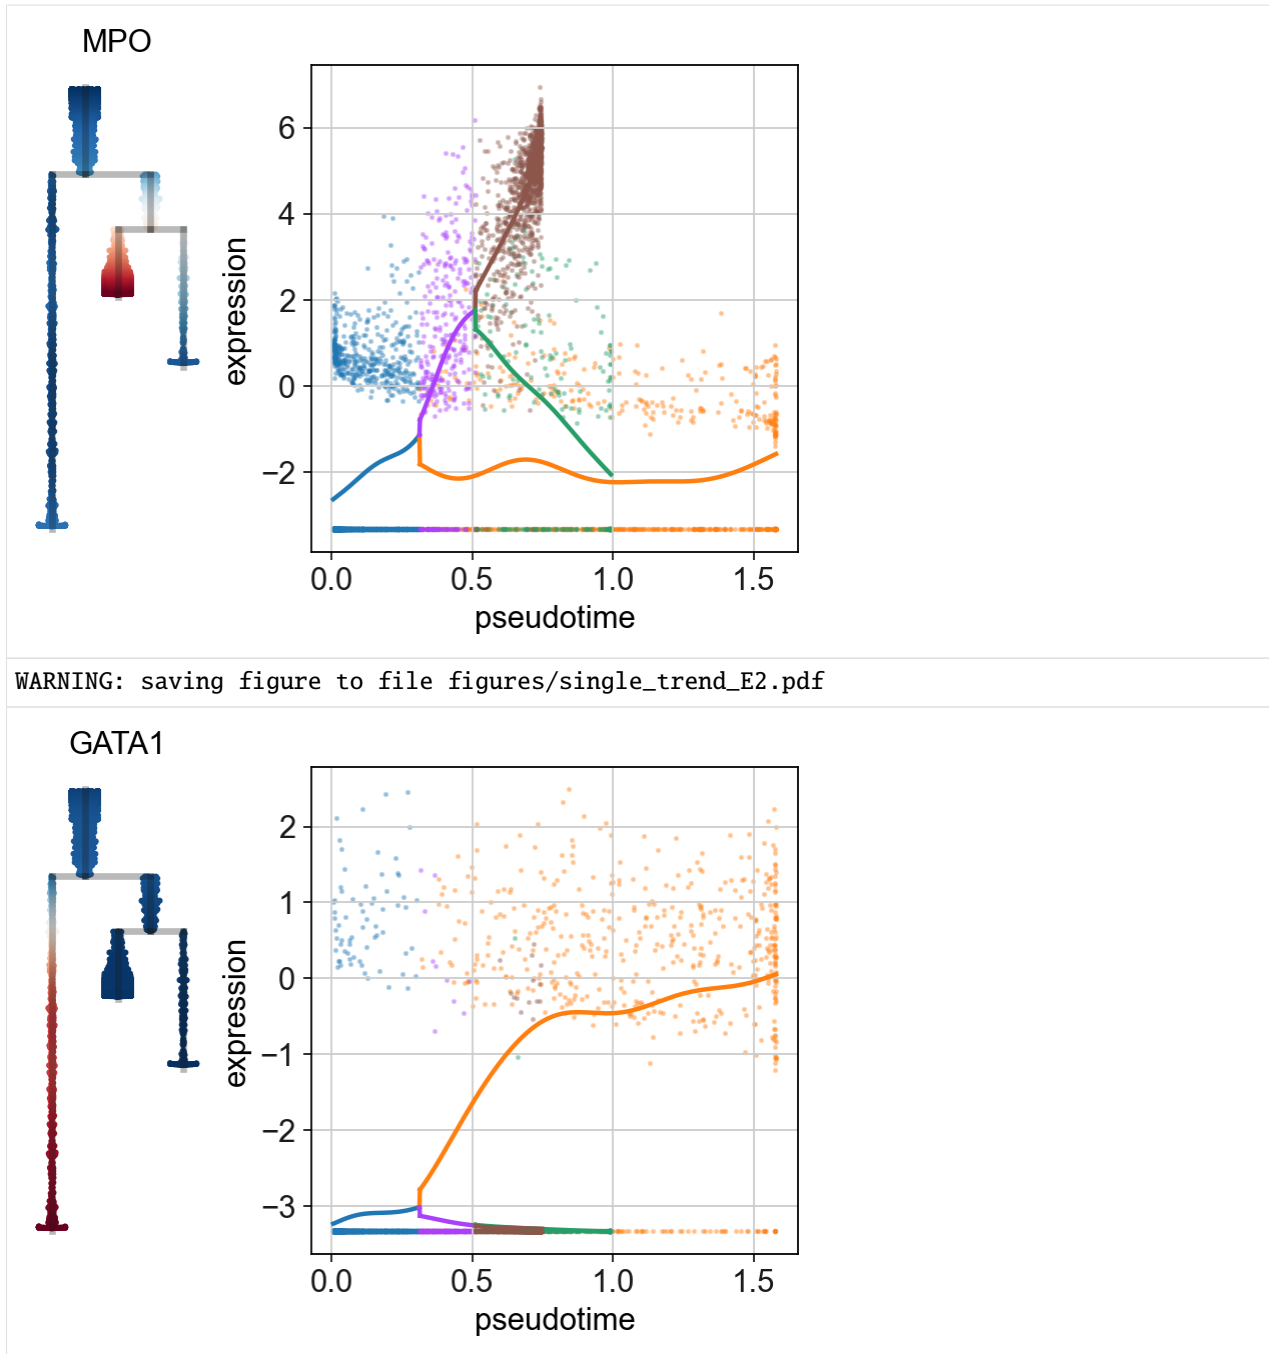 MPO
6
4
2
0
−2
expression
0.0 0.5 1.0 1.5
pseudotime
WARNING: saving figure to file figures/single_trend_E2.pdf
GATA1
2
1
0
−1
−2
−3
expression
0.0 0.5 1.0 1.5
pseudotime